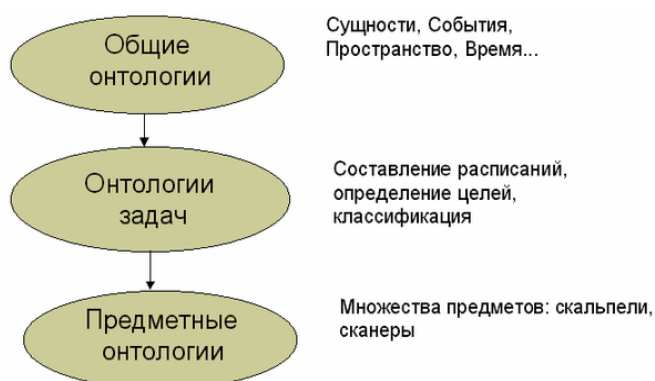 Общие
онтологии
Сущности, События,
Пространство, Время...
Онтологии
задач
Составление расписаний,
определение целей,
классификация
Предметные
онтологии
Множества предметов: скальпели,
сканеры